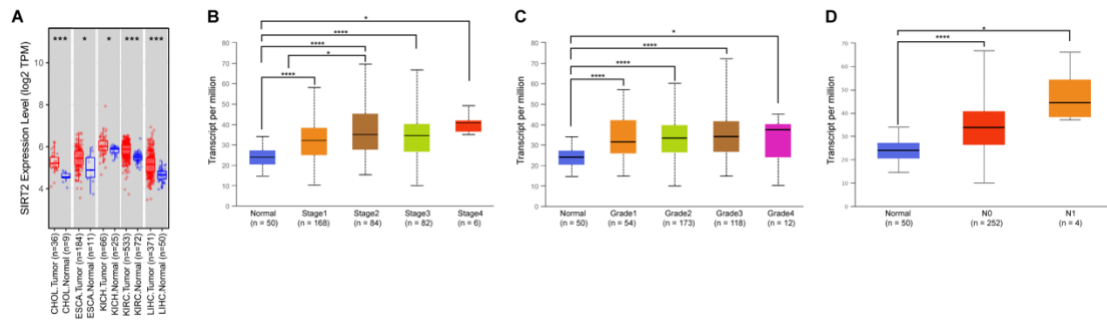 A
SIRT2 Expression Level (log2 TPM)
10
8
6
4
*** * * *** ***
CHOL.Tumor (n=36)
CHOL.Normal (n=9)
ESCA.Tumor (n=184)
ESCA.Normal (n=11)
KICH.Tumor (n=66)
KICH.Normal (n=25)
KIRC.Tumor (n=533)
KIRC.Normal (n=72)
LIHC.Tumor (n=371)
LIHC.Normal (n=50)
B
Transcript per million
80
70
60
50
40
30
20
10
0
*
****
****
*
****
Normal Stage1 Stage2 Stage3 Stage4
(n = 50) (n = 168) (n = 84) (n = 82) (n = 6)
C
Transcript per million
80
70
60
50
40
30
20
10
0
*
****
****
****
Normal Grade1 Grade2 Grade3 Grade4
(n = 50) (n = 54) (n = 173) (n = 118) (n = 12)
D
Transcript per million
70
60
50
40
30
20
10
0
*
****
Normal N0 N1
(n = 50) (n = 252) (n = 4)